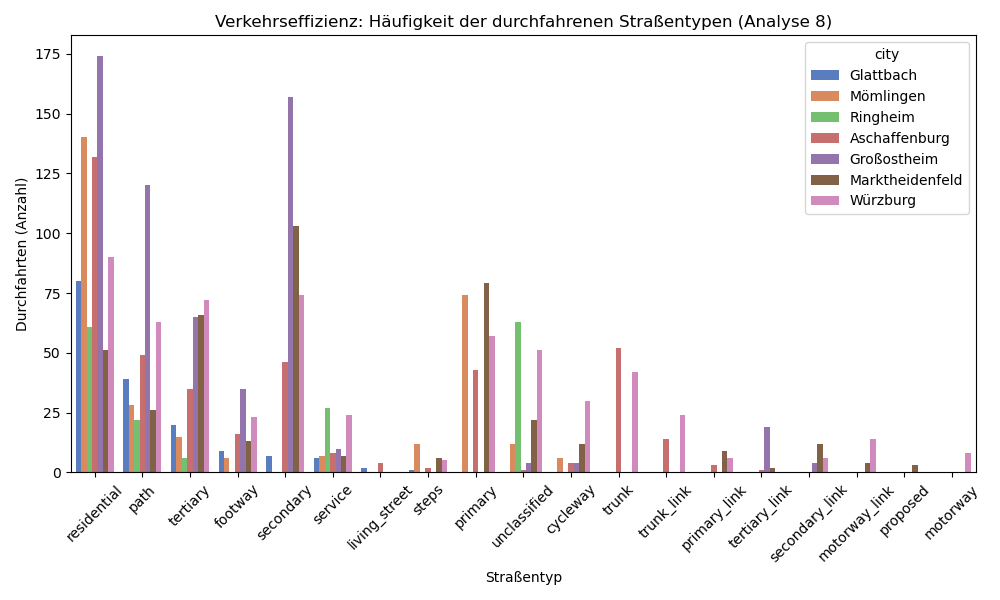 Verkehrseffizienz: Häufigkeit der durchfahrenen Straßentypen (Analyse 8)
city
Glattbach
Mömlingen
Ringheim
Aschaffenburg
Großostheim
Marktheidenfeld
Würzburg
Durchfahrten (Anzahl)
175
150
125
100
75
50
25
0
residential
path
tertiary
footway
secondary
service
living_street
steps
primary
unclassified
cycleway
trunk
trunk_link
primary_link
tertiary_link
secondary_link
motorway_link
proposed
motorway
Straßentyp